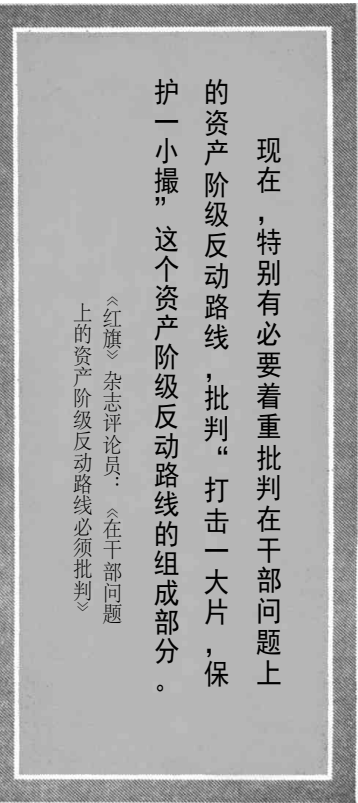 现在，特别有必要着重批判在干部问题上
的资产阶级反动路线，批判“打击一大片，保
护一小撮”这个资产阶级反动路线的组成部分。
《红旗》杂志评论员：《在干部问题
上的资产阶级反动路线必须批判》